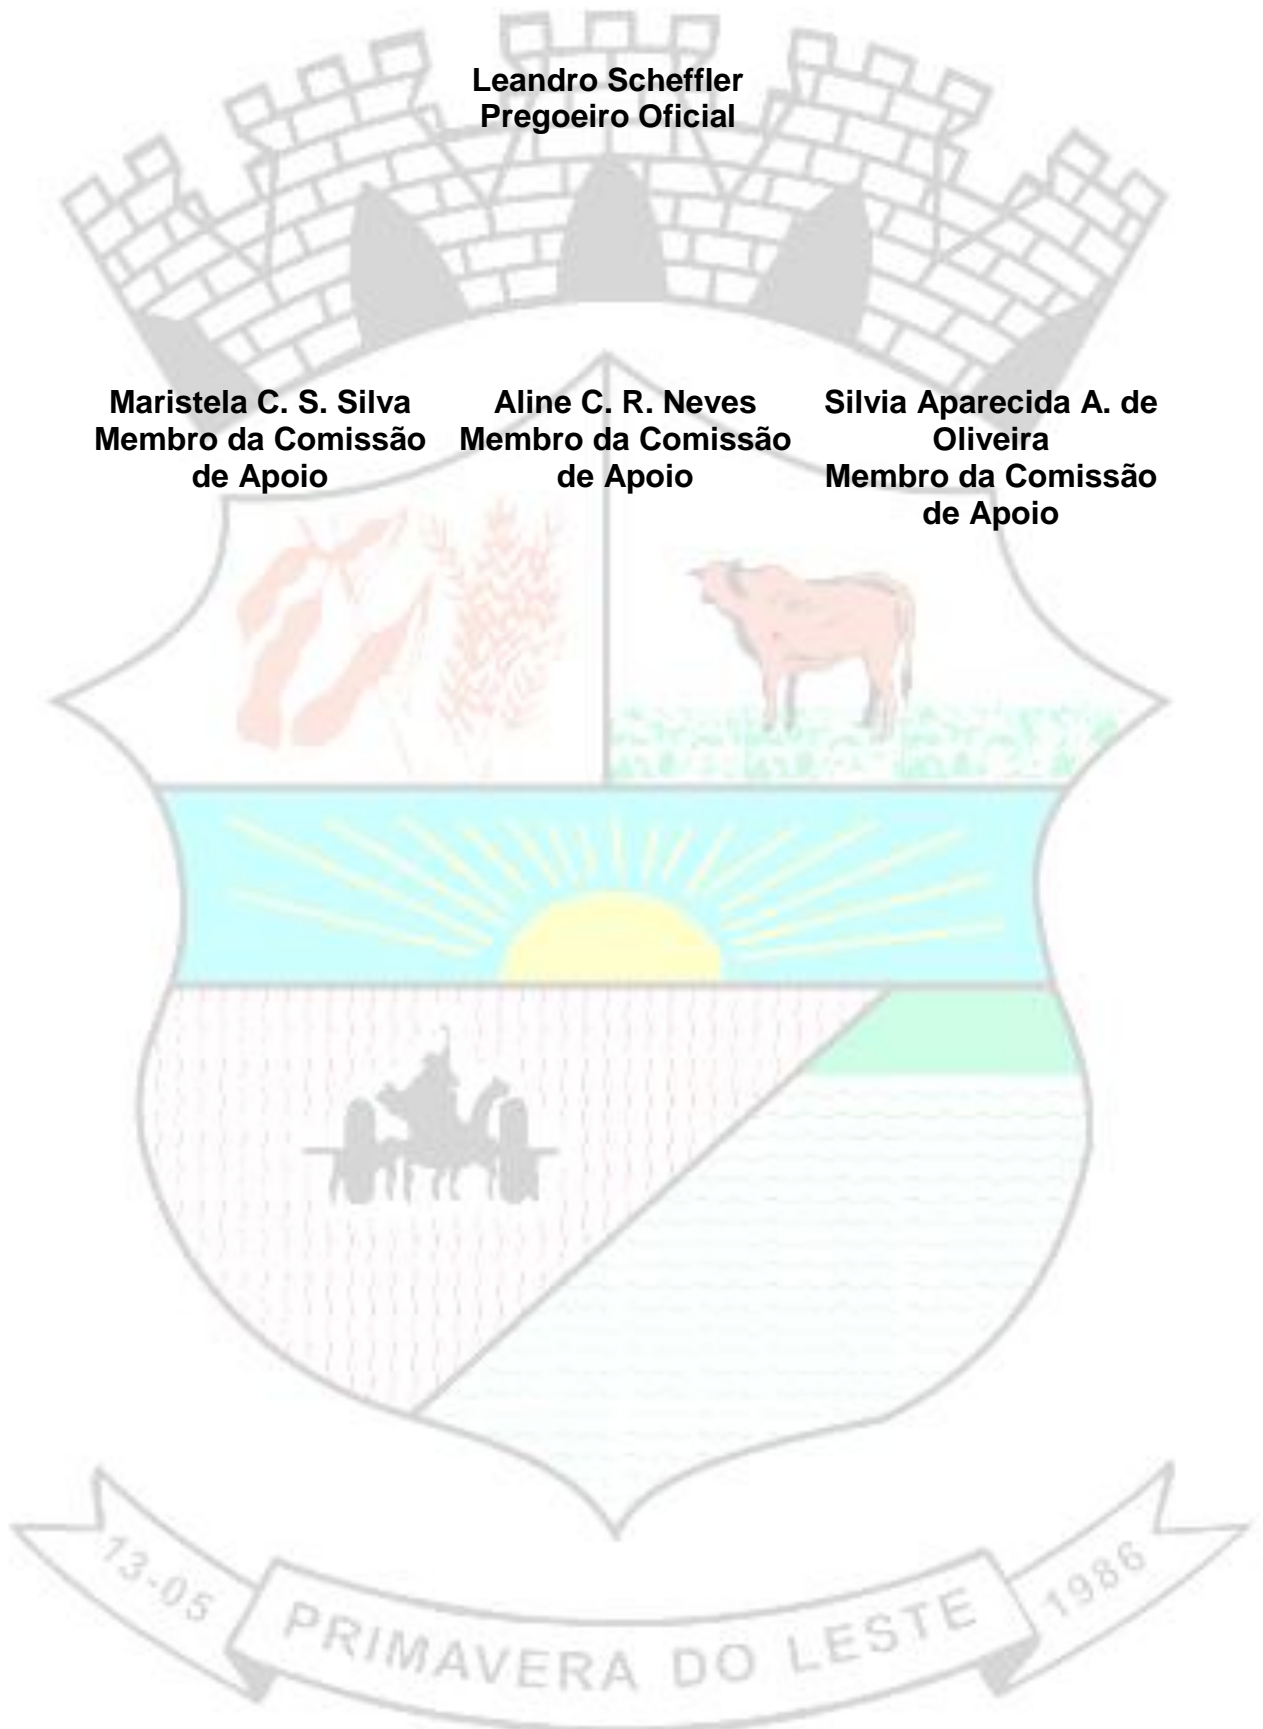 Leandro Scheffler
Pregoeiro Oficial
Maristela C. S. Silva
Membro da Comissão
de Apoio
Aline C. R. Neves
Membro da Comissão
de Apoio
Silvia Aparecida A. de
Oliveira
Membro da Comissão
de Apoio
13-05
PRIMAVERA DO LESTE
1986